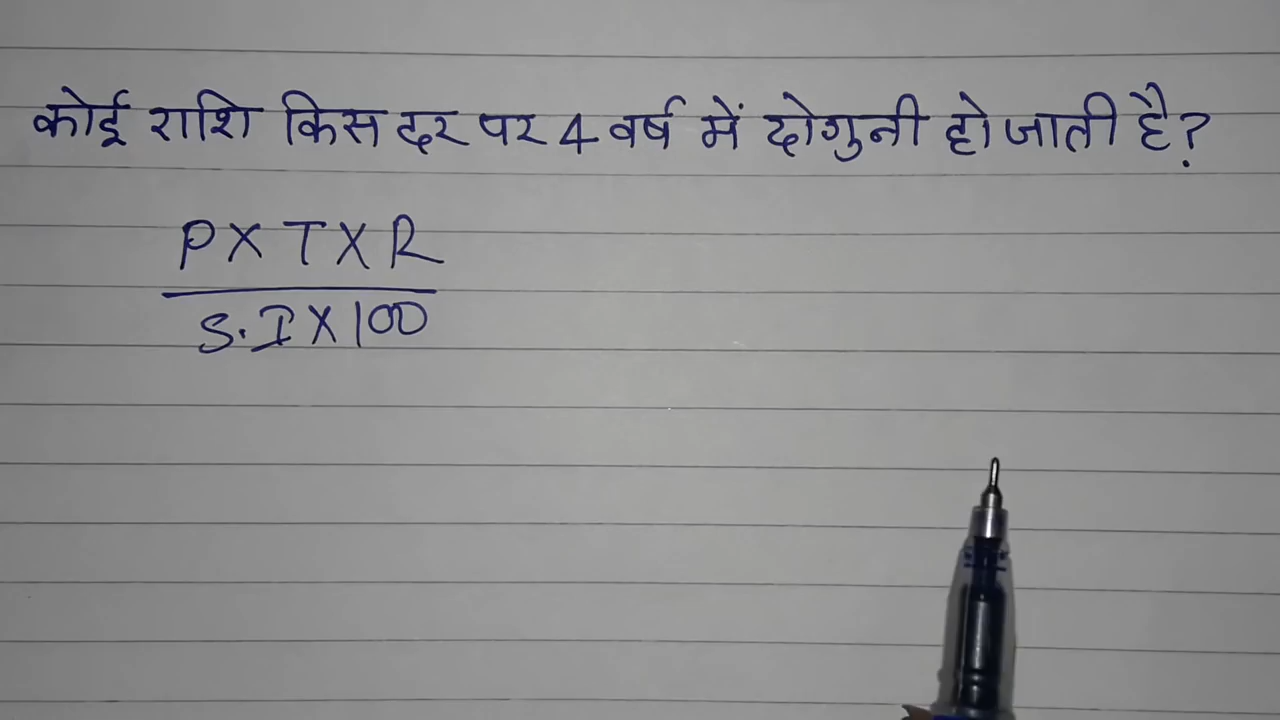 कोई राशि किस दर पर 4 वर्ष में दोगुनी हो जाती है?
P X T X R
S.I X 100